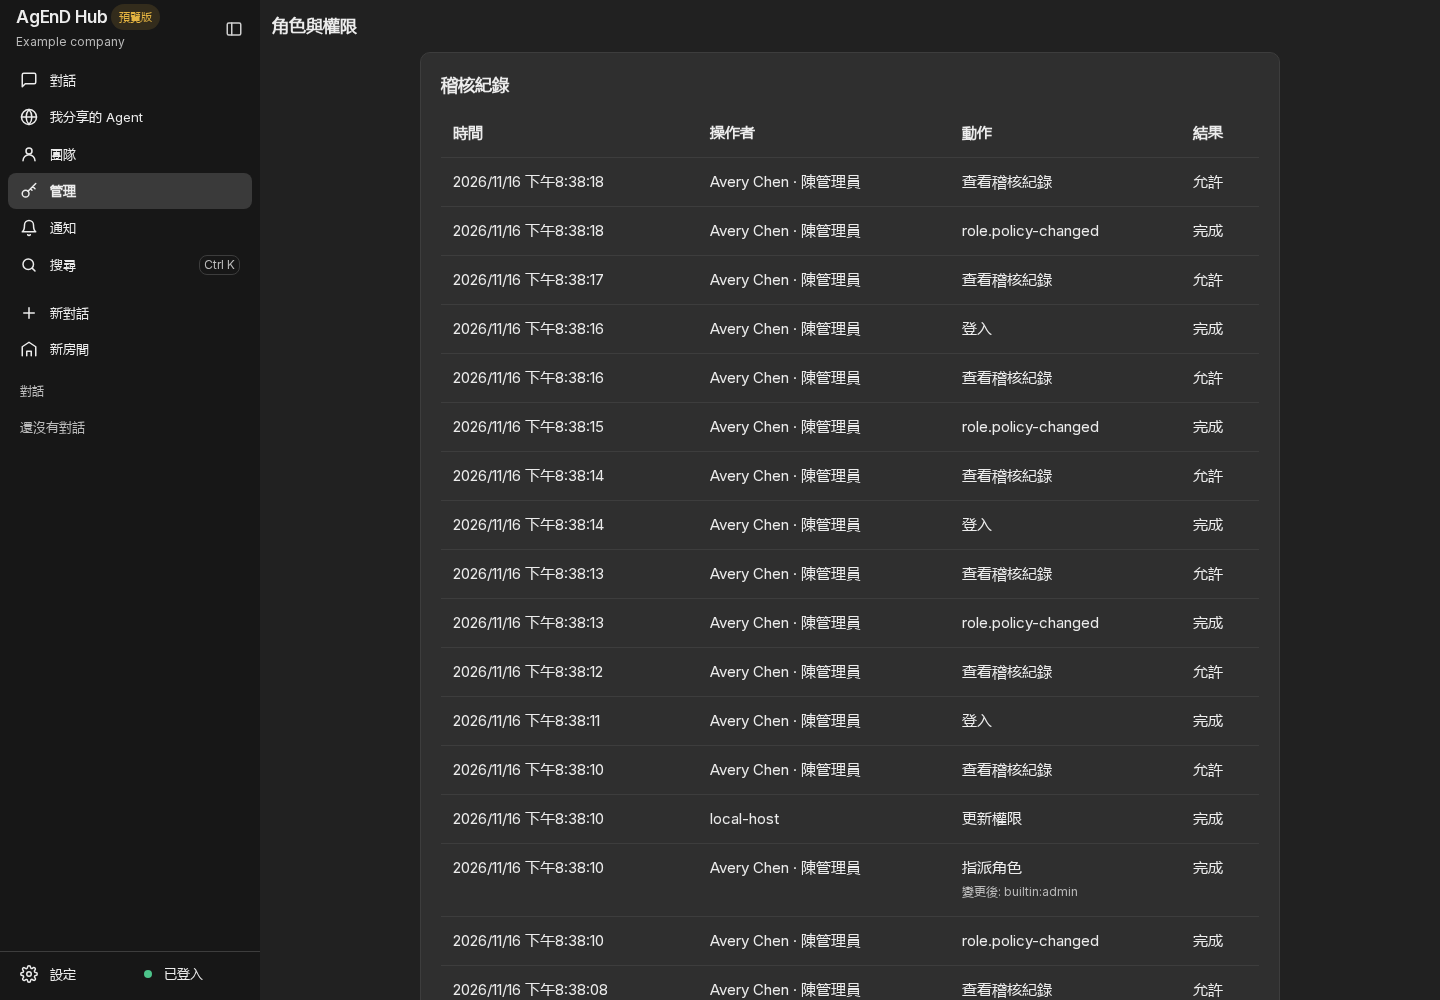 AgEnD Hub 預覽版
Example company
對話
我分享的 Agent
團隊
管理
通知
搜尋 Ctrl K
新對話
新房間
對話
還沒有對話
設定 已登入
角色與權限
稽核紀錄
時間 操作者 動作 結果
2026/11/16 下午8:38:18 Avery Chen · 陳管理員 查看稽核紀錄 允許
2026/11/16 下午8:38:18 Avery Chen · 陳管理員 role.policy-changed 完成
2026/11/16 下午8:38:17 Avery Chen · 陳管理員 查看稽核紀錄 允許
2026/11/16 下午8:38:16 Avery Chen · 陳管理員 登入 完成
2026/11/16 下午8:38:16 Avery Chen · 陳管理員 查看稽核紀錄 允許
2026/11/16 下午8:38:15 Avery Chen · 陳管理員 role.policy-changed 完成
2026/11/16 下午8:38:14 Avery Chen · 陳管理員 查看稽核紀錄 允許
2026/11/16 下午8:38:14 Avery Chen · 陳管理員 登入 完成
2026/11/16 下午8:38:13 Avery Chen · 陳管理員 查看稽核紀錄 允許
2026/11/16 下午8:38:13 Avery Chen · 陳管理員 role.policy-changed 完成
2026/11/16 下午8:38:12 Avery Chen · 陳管理員 查看稽核紀錄 允許
2026/11/16 下午8:38:11 Avery Chen · 陳管理員 登入 完成
2026/11/16 下午8:38:10 Avery Chen · 陳管理員 查看稽核紀錄 允許
2026/11/16 下午8:38:10 local-host 更新權限 完成
2026/11/16 下午8:38:10 Avery Chen · 陳管理員 指派角色 完成
變更後: builtin:admin
2026/11/16 下午8:38:10 Avery Chen · 陳管理員 role.policy-changed 完成
2026/11/16 下午8:38:08 Avery Chen · 陳管理員 查看稽核紀錄 允許